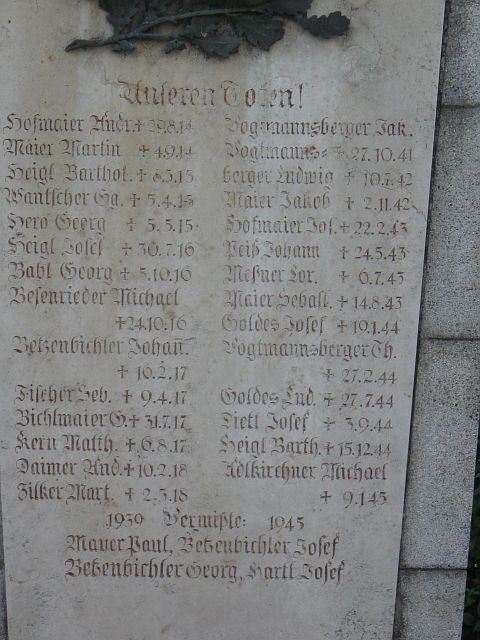 Unseren Toten!
Hofmaier Andr. + 29.8.14
Maier Martin + 4.9.14
Heigl Barthol. + 8.3.15
Wantscher Gg. + 5.4.15
Hero Georg + 5.5.15
Heigl Josef + 30.7.16
Babl Georg + 5.10.16
Besenrieder Michael
+ 24.10.16
Betzenbichler Johann
+ 16.2.17
Fischer Seb. + 9.4.17
Bichlmaier G. + 31.7.17
Kern Matth. + 6.8.17
Daimer And. + 10.2.18
Zilker Mart. + 2.3.18
Vogtmannsberger Jak.
Vogtmanns= + 27.10.41
berger Ludwig + 10.7.42
Maier Jakob + 2.11.42
Hofmaier Jos. + 22.2.43
Peiß Johann + 24.5.43
Meßner Lor. + 6.7.43
Maier Sebast. + 14.8.43
Goldes Josef + 19.1.44
Vogtmannsberger Th.
+ 27.2.44
Goldes Lud. + 27.7.44
Tietl Josef + 3.9.44
Heigl Barth. + 15.12.44
Adlkirchner Michael
+ 9.1.45
1939 Vermißte: 1945
Mayer Paul, Betzenbichler Josef
Betzenbichler Georg, Hartl Josef